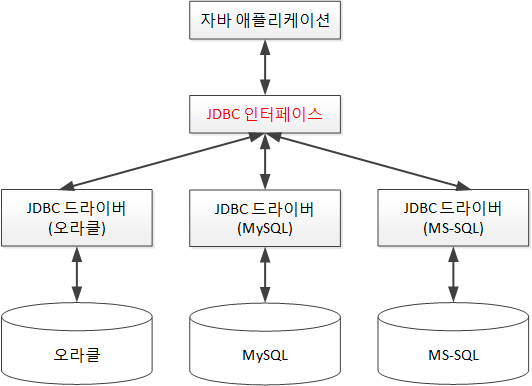 자바 애플리케이션
JDBC 인터페이스
JDBC 드라이버
(오라클)
JDBC 드라이버
(MySQL)
JDBC 드라이버
(MS-SQL)
오라클
MySQL
MS-SQL